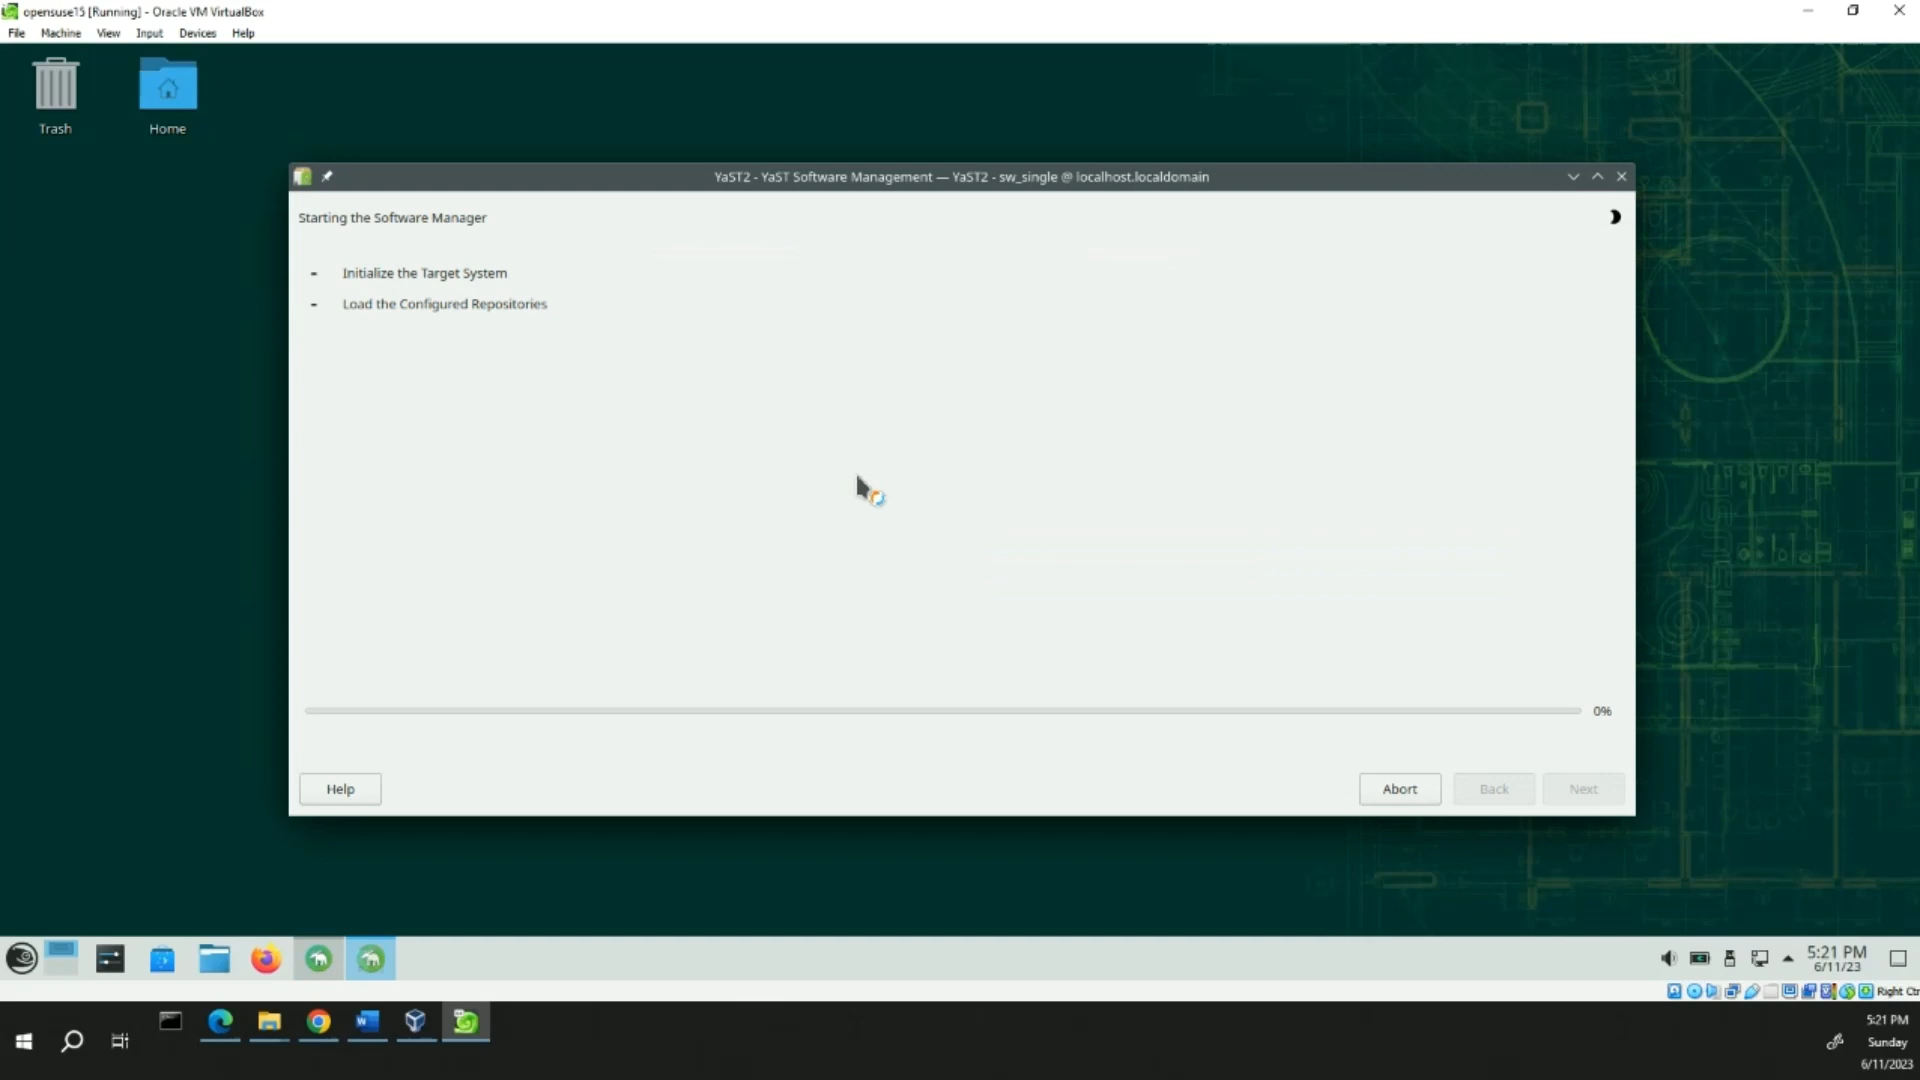 opensuse15 [Running] - Oracle VM VirtualBox
File Machine View Input Devices Help
Trash
Home
YaST2 - YaST Software Management — YaST2 - sw_single @ localhost.localdomain
Starting the Software Manager
- Initialize the Target System
- Load the Configured Repositories
0%
Help
Abort
Back
Next
5:21 PM
6/11/23
Right Ctr
5:21 PM
Sunday
6/11/2023